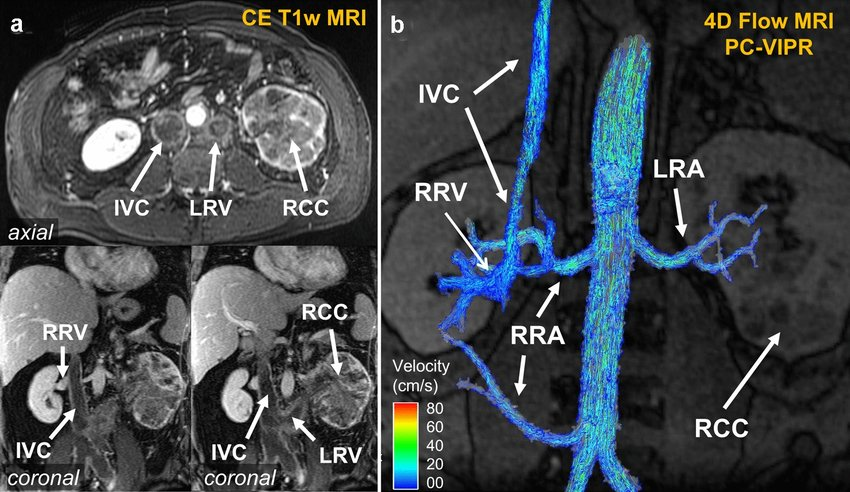 a
CE T1w MRI
IVC
LRV
RCC
axial
RRV
IVC
coronal
RCC
IVC
LRV
coronal
b
4D Flow MRI
PC-VIPR
IVC
RRV
LRA
RRA
RCC
Velocity
(cm/s)
80
60
40
20
00